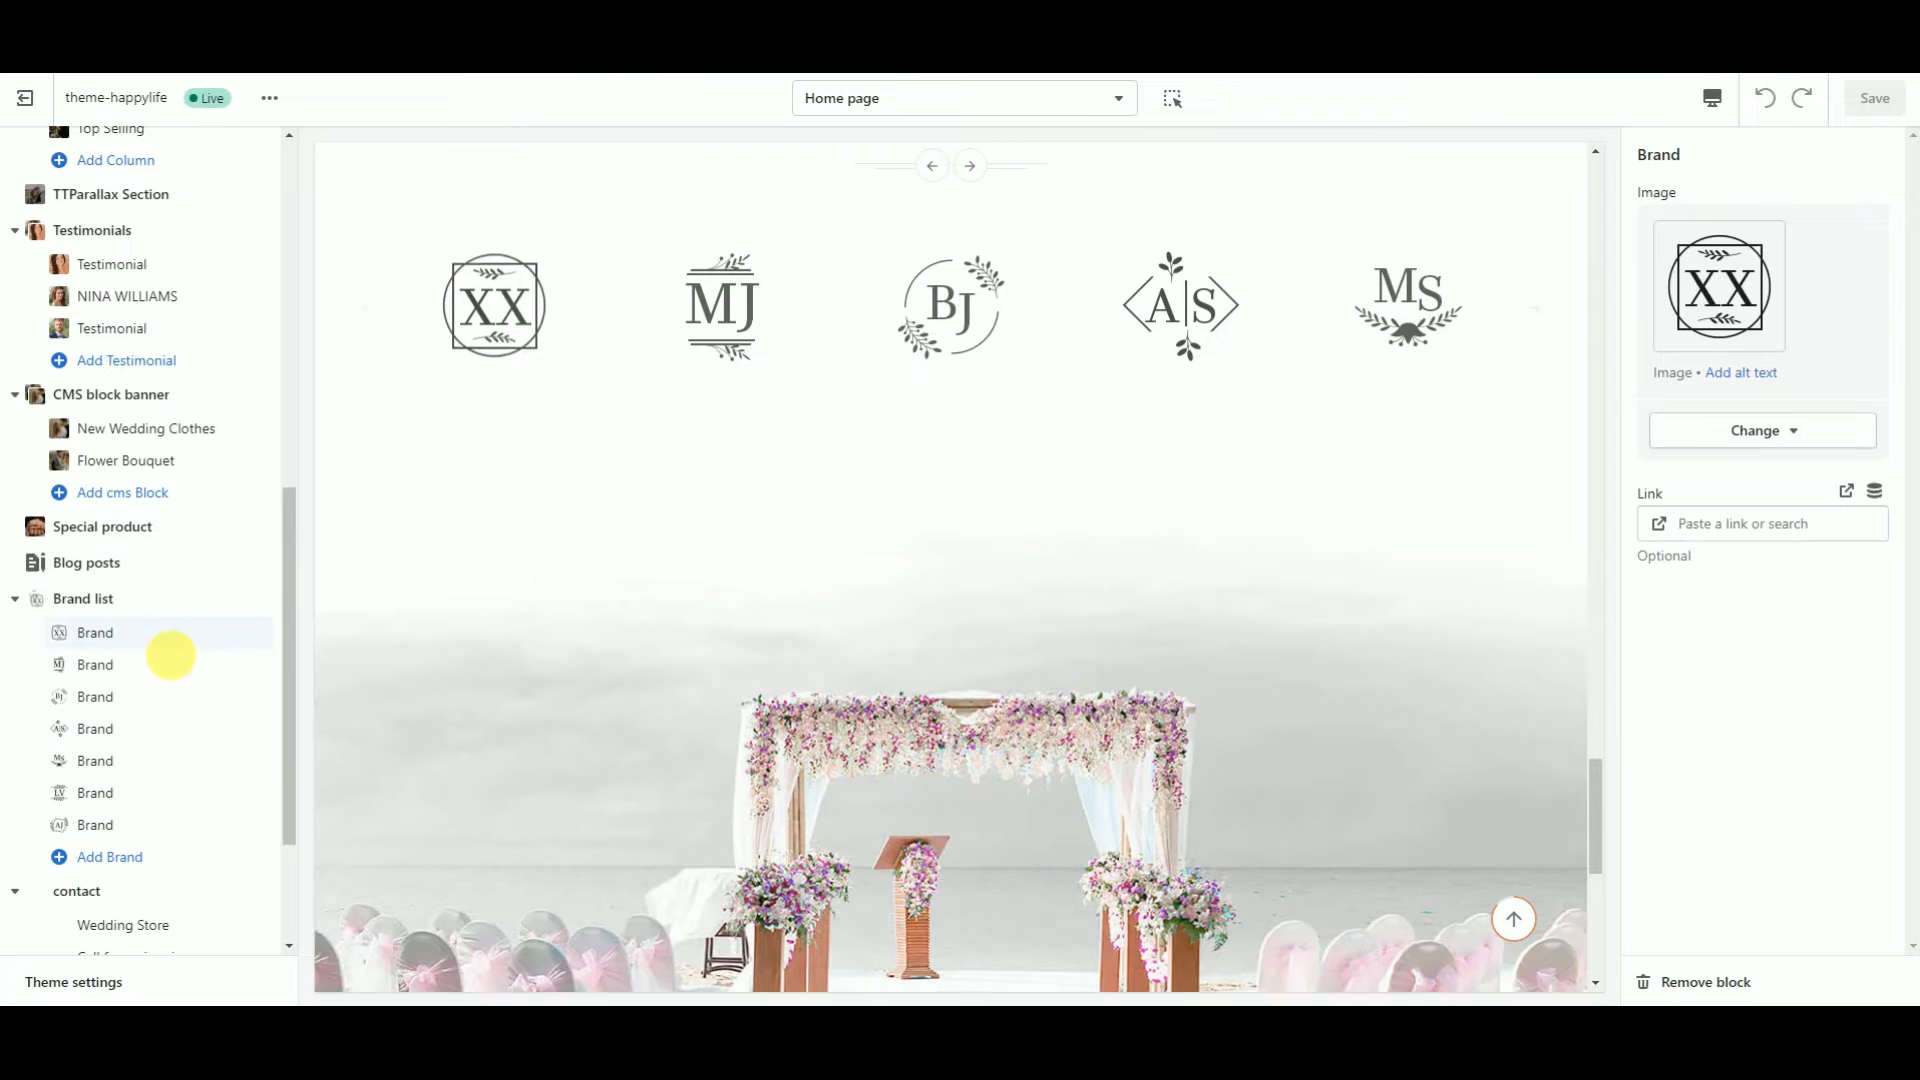 theme-happylife
Live
Home page
Save
Top Selling
Add Column
TTParallax Section
Testimonials
Testimonial
NINA WILLIAMS
Testimonial
Add Testimonial
CMS block banner
New Wedding Clothes
Flower Bouquet
Add cms Block
Special product
Blog posts
Brand list
Brand
Brand
Brand
Brand
Brand
Brand
Brand
Add Brand
contact
Wedding Store
Theme settings
XX
MJ
BJ
A|S
MS
Brand
Image
XX
Image • Add alt text
Change
Link
Paste a link or search
Optional
Remove block